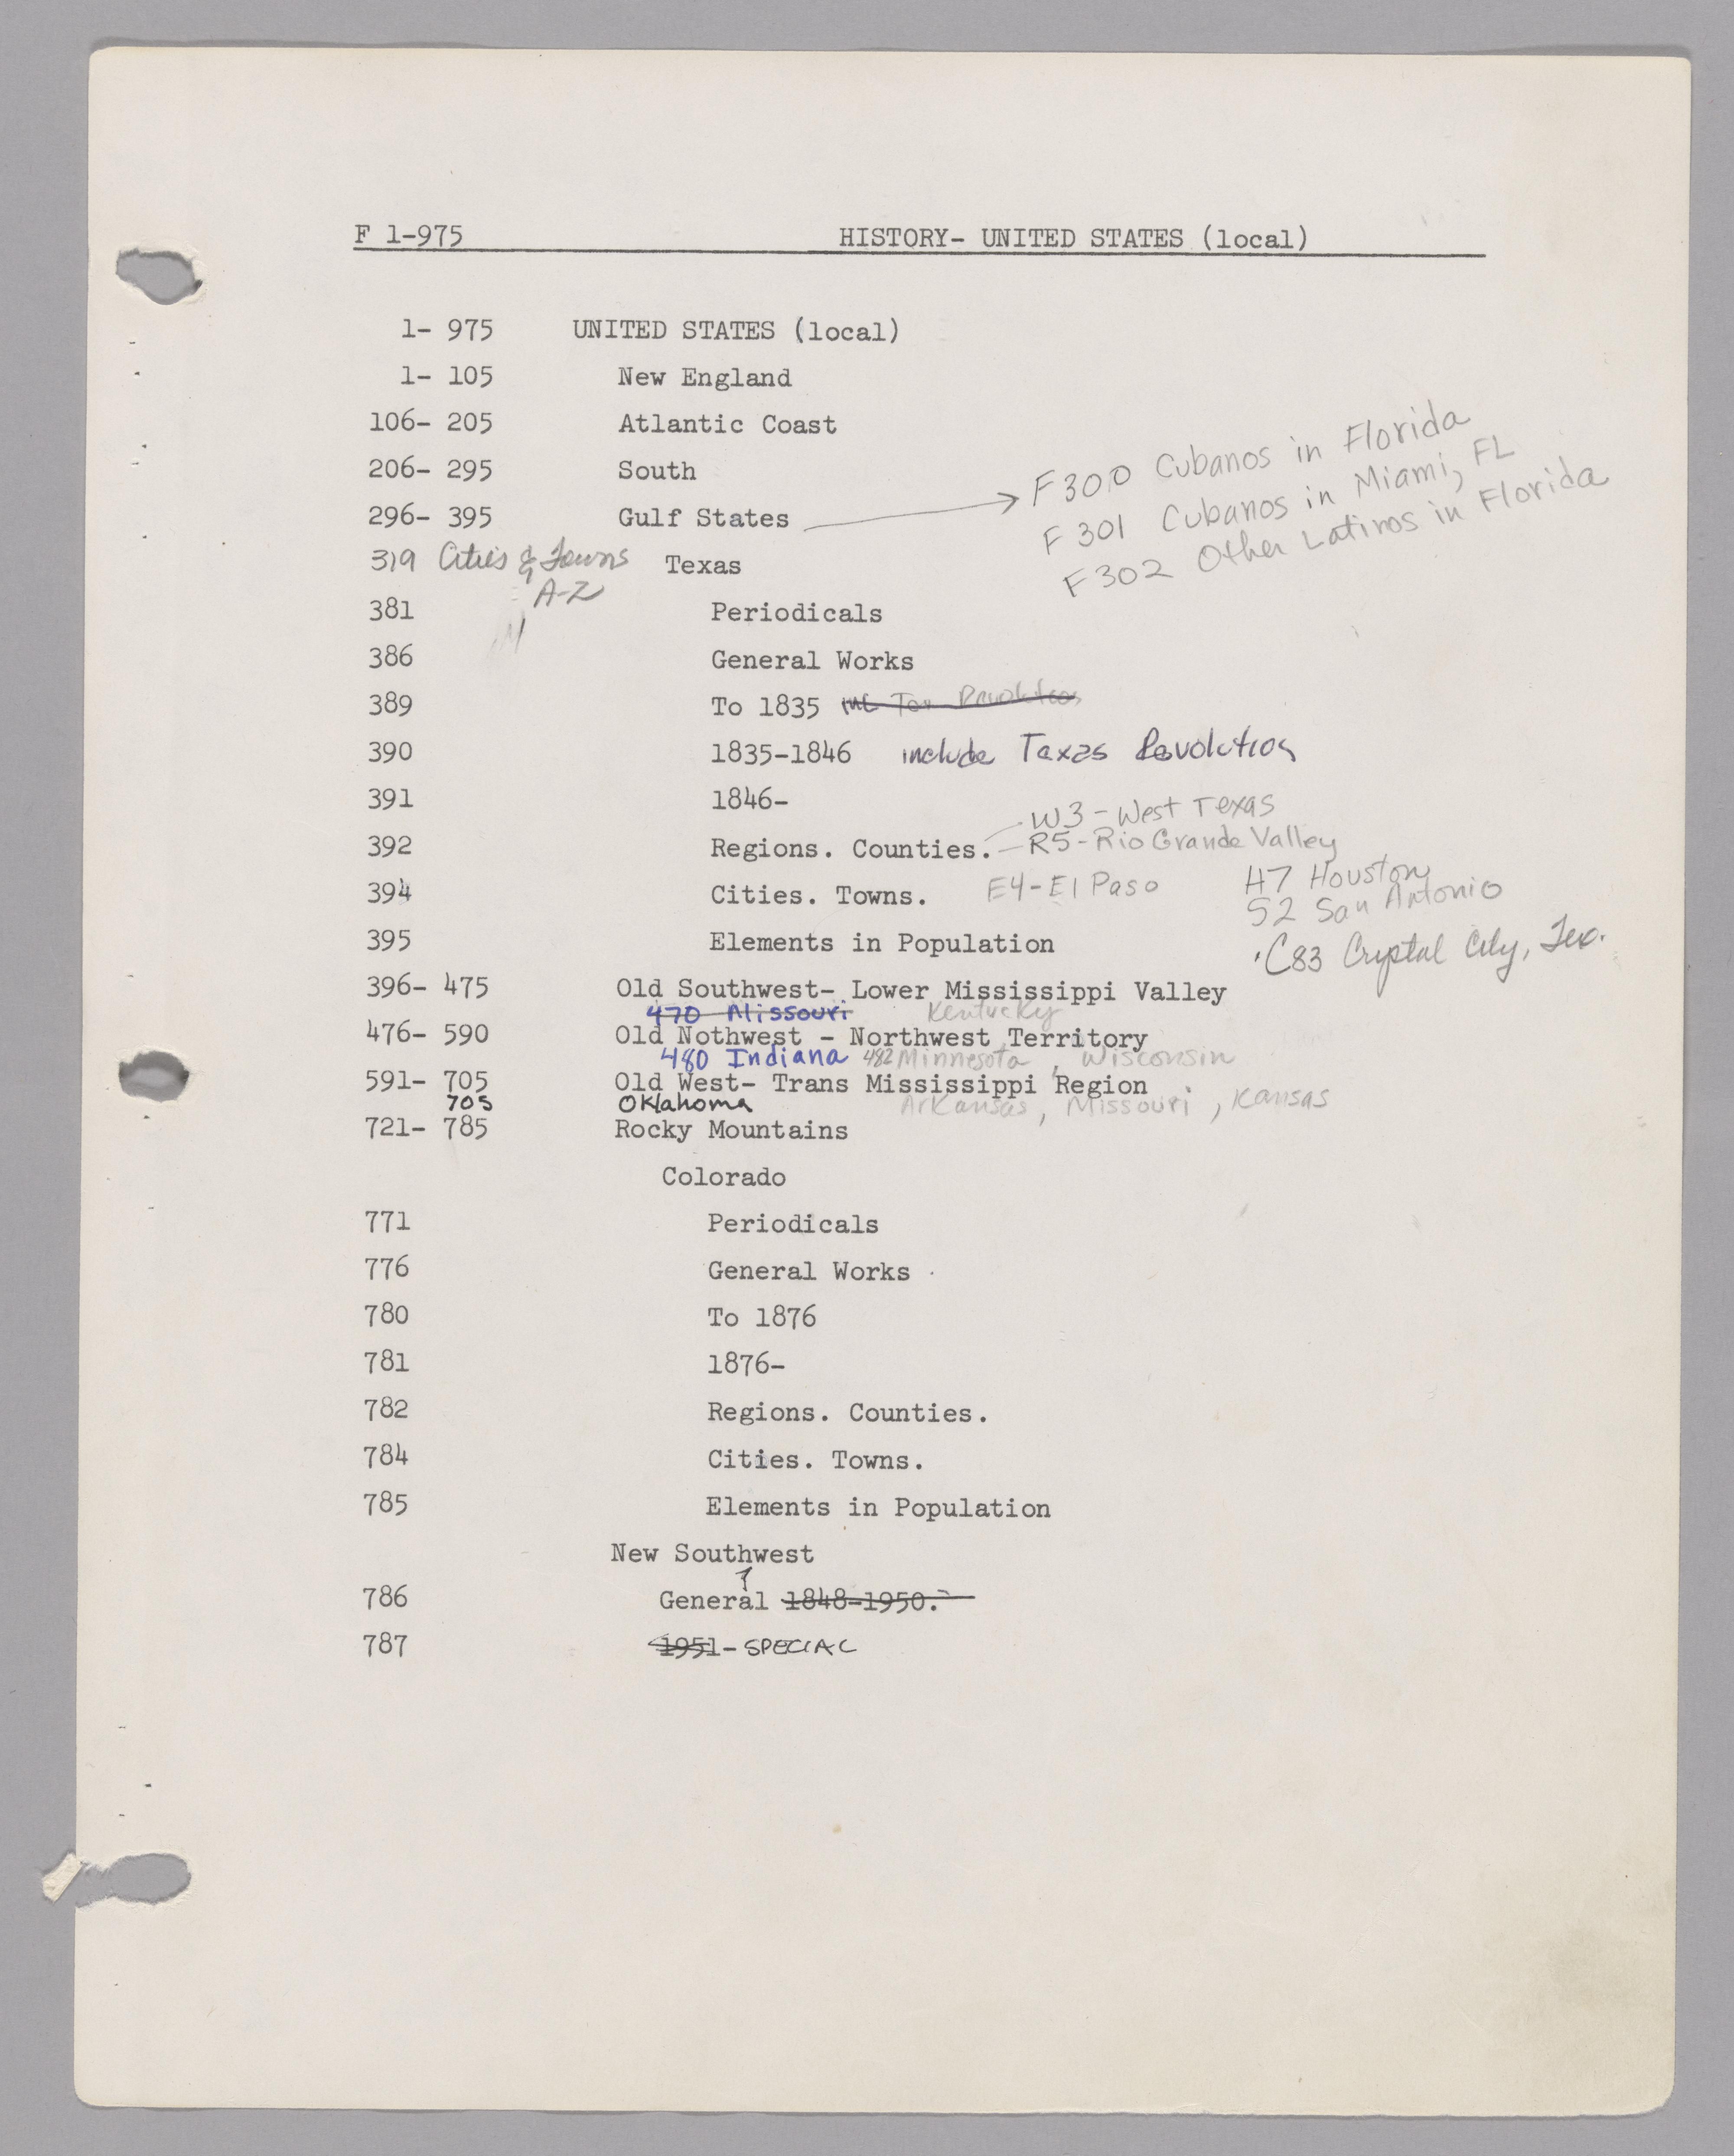 F 1-975 HISTORY- UNITED STATES (local)
1- 975 UNITED STATES (local)
1- 105 New England
106- 205 Atlantic Coast
206- 295 South
296- 395 Gulf States → F300 Cubanos in Florida
F 301 Cubanos in Miami, FL
F302 Other Latinos in Florida
319 Cities & Towns Texas
A-Z
381 Periodicals
386 General Works
389 To 1835 inc Tex Revolution
390 1835-1846 include Texas Revolution
391 1846-
W3-West Texas
392 Regions. Counties. R5-Rio Grande Valley
394 Cities. Towns. E4-El Paso H7 Houston
S2 San Antonio
395 Elements in Population C83 Crystal City, Tex.
396- 475 Old Southwest- Lower Mississippi Valley
470 Missouri Kentucky
476- 590 Old Nothwest - Northwest Territory
480 Indiana 482 Minnesota, Wisconsin
591- 705 Old West- Trans Mississippi Region
705 Oklahoma Arkansas, Missouri, Kansas
721- 785 Rocky Mountains
Colorado
771 Periodicals
776 General Works
780 To 1876
781 1876-
782 Regions. Counties.
784 Cities. Towns.
785 Elements in Population
New Southwest
786 General 1848-1950.
787 1951- SPECIAL